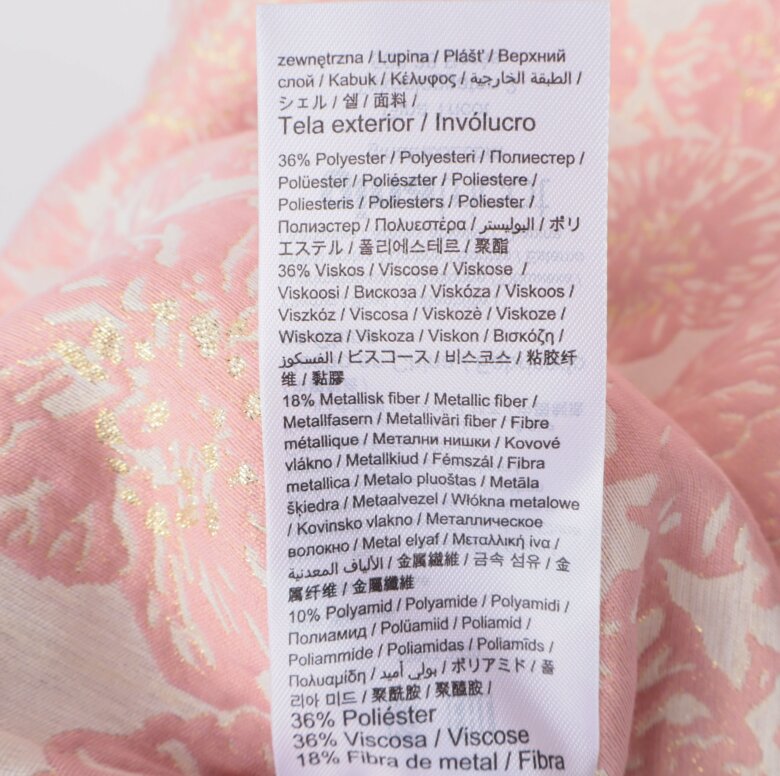 zewnętrzna / Lupina / Plášť / Верхний
слой / Kabuk / Κέλυφος / الطبقة الخارجية /
シェル / 쉘 / 面料 /
Tela exterior / Invólucro
36% Polyester / Polyesteri / Полиестер /
Polüester / Poliészter / Poliestere /
Poliesteris / Poliesters / Poliester /
Полиэстер / Πολυεστέρα / البوليستر / ポリ
エステル / 폴리에스테르 / 聚酯
36% Viskos / Viscose / Viskose /
Viskoosi / Вискоза / Viskóza / Viskoos /
Viszkóz / Viscosa / Viskozė / Viskoze /
Wiskoza / Viskoza / Viskon / Βισκόζη /
الفسكوز / ビスコース / 비스코스 / 粘胶纤
维 / 黏膠
18% Metallisk fiber / Metallic fiber /
Metallfasern / Metalliväri fiber / Fibre
métallique / Метални нишки / Kovové
vlákno / Metallkiud / Fémszál / Fibra
metallica / Metalo pluoštas / Metāla
šķiedra / Metaalvezel / Włókna metalowe
/ Kovinsko vlakno / Металлическое
волокно / Metal elyaf / Μεταλλική ίνα /
الألياف المعدنية / 金属繊維 / 금속 섬유 / 金
属纤维 / 金屬纖維
10% Polyamid / Polyamide / Polyamidi /
Полиамид / Polüamiid / Poliamid /
Poliammide / Poliamidas / Poliamīds /
Πολυαμίδη / بولي أميد / ポリアミド / 폴
리아 미드 / 聚酰胺 / 聚醯胺 /
36% Poliéster
36% Viscosa / Viscose
18% Fibra de metal / Fibra